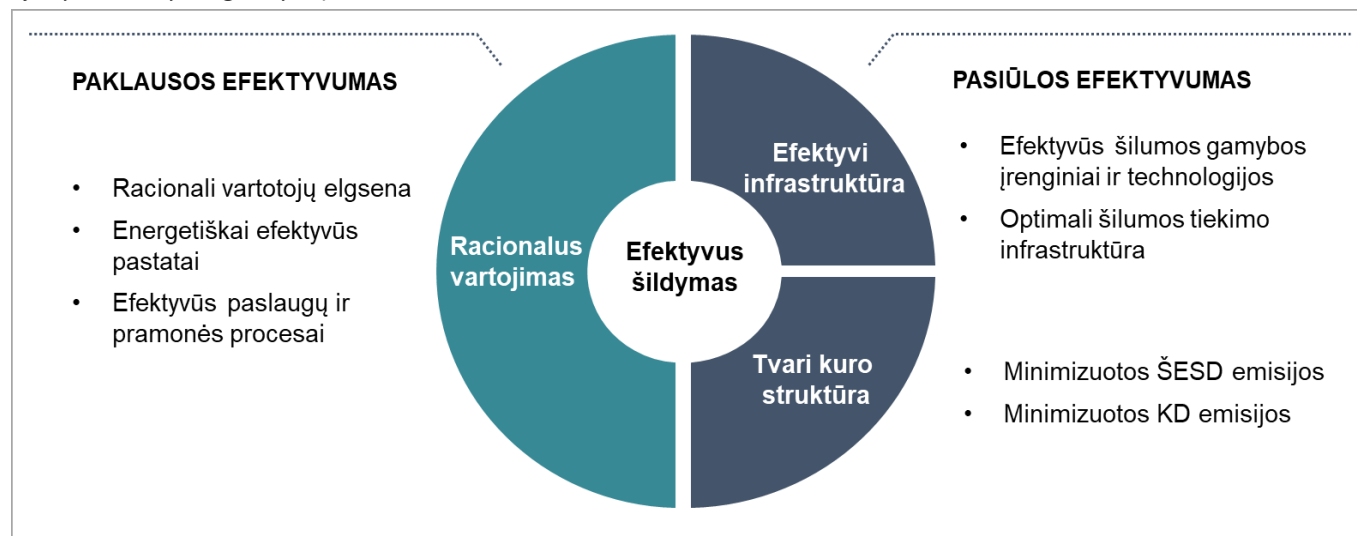 PAKLAUSOS EFEKTYVUMAS
• Racionali vartotojų elgsena
• Energetiškai efektyvūs
pastatai
• Efektyvūs paslaugų ir
pramonės procesai
Racionalus
vartojimas
Efektyvus
šildymas
Efektyvi
infrastruktūra
Tvari kuro
struktūra
PASIŪLOS EFEKTYVUMAS
• Efektyvūs šilumos gamybos
įrenginiai ir technologijos
• Optimali šilumos tiekimo
infrastruktūra
• Minimizuotos ŠESD emisijos
• Minimizuotos KD emisijos